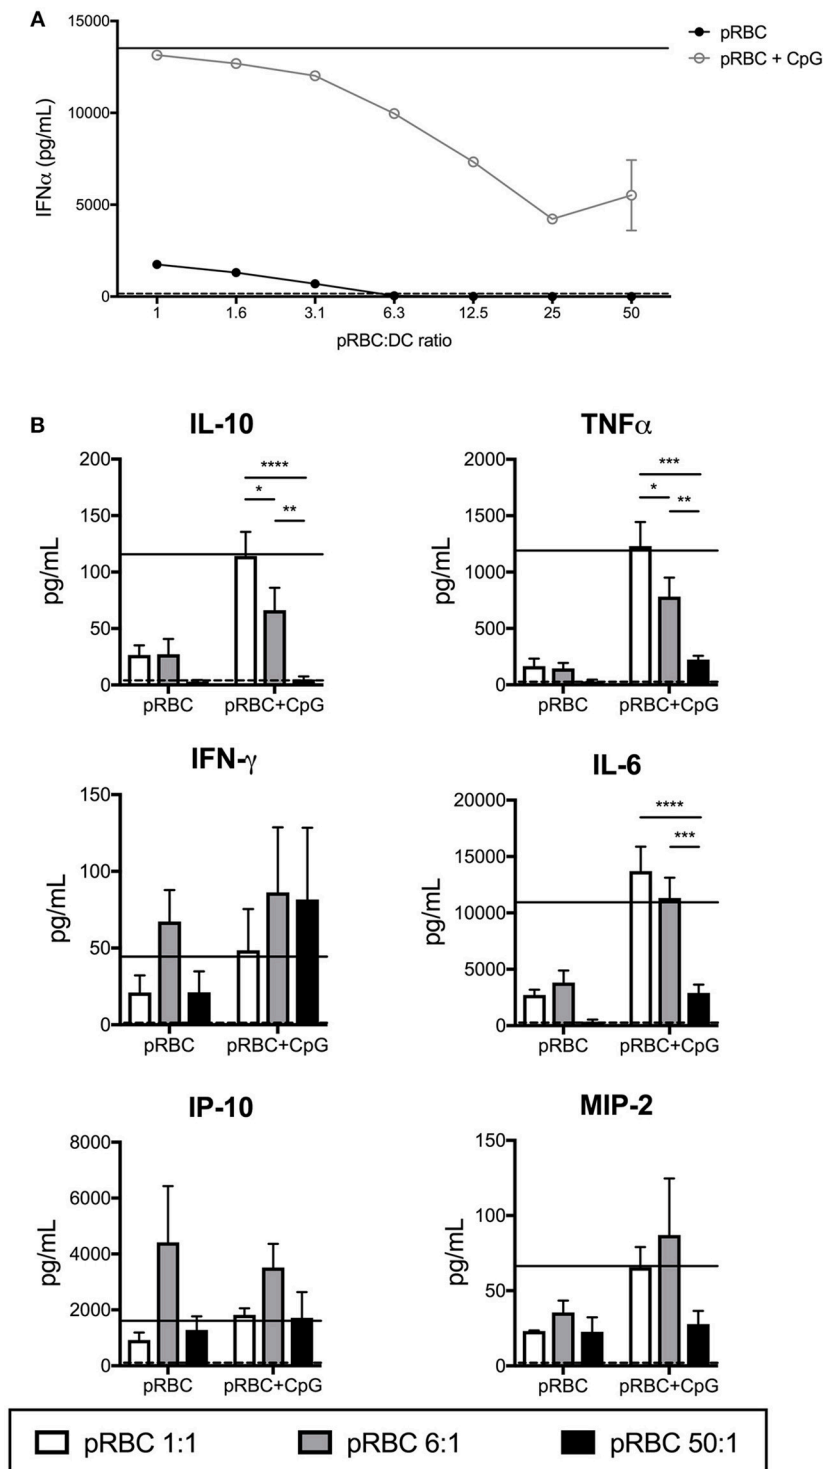 A
15000
10000
5000
0
IFNα (pg/mL)
1 1.6 3.1 6.3 12.5 25 50
pRBC:DC ratio
pRBC
pRBC + CpG
B
IL-10
200
150
100
50
0
pg/mL
****
*
**
pRBC pRBC+CpG
TNFα
2000
1500
1000
500
0
pg/mL
***
*
**
pRBC pRBC+CpG
IFN-γ
150
100
50
0
pg/mL
pRBC pRBC+CpG
IL-6
20000
15000
10000
5000
0
pg/mL
****
***
pRBC pRBC+CpG
IP-10
8000
6000
4000
2000
0
pg/mL
pRBC pRBC+CpG
MIP-2
150
100
50
0
pg/mL
pRBC pRBC+CpG
pRBC 1:1 pRBC 6:1 pRBC 50:1